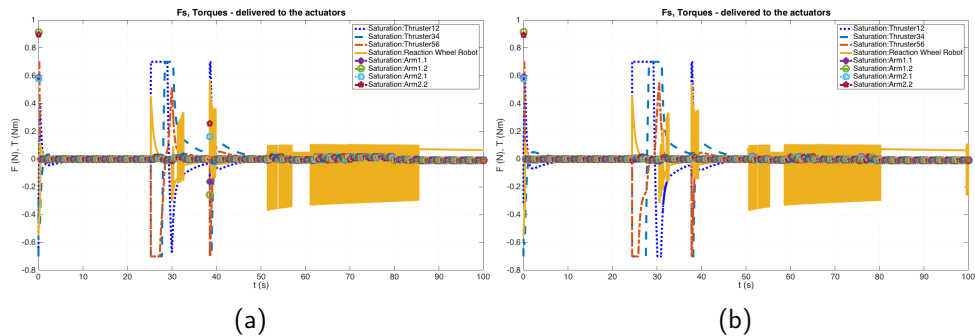 Fs, Torques - delivered to the actuators
Saturation:Thruster12
Saturation:Thruster34
Saturation:Thruster56
Saturation:Reaction Wheel Robot
Saturation:Arm1.1
Saturation:Arm1.2
Saturation:Arm2.1
Saturation:Arm2.2
F (N), T (Nm)
1
0.8
0.6
0.4
0.2
0
-0.2
-0.4
-0.6
-0.8
0 10 20 30 40 50 60 70 80 90 100
t (s)
(a)
Fs, Torques - delivered to the actuators
Saturation:Thruster12
Saturation:Thruster34
Saturation:Thruster56
Saturation:Reaction Wheel Robot
Saturation:Arm1.1
Saturation:Arm1.2
Saturation:Arm2.1
Saturation:Arm2.2
F (N), T (Nm)
1
0.8
0.6
0.4
0.2
0
-0.2
-0.4
-0.6
-0.8
0 10 20 30 40 50 60 70 80 90 100
t (s)
(b)